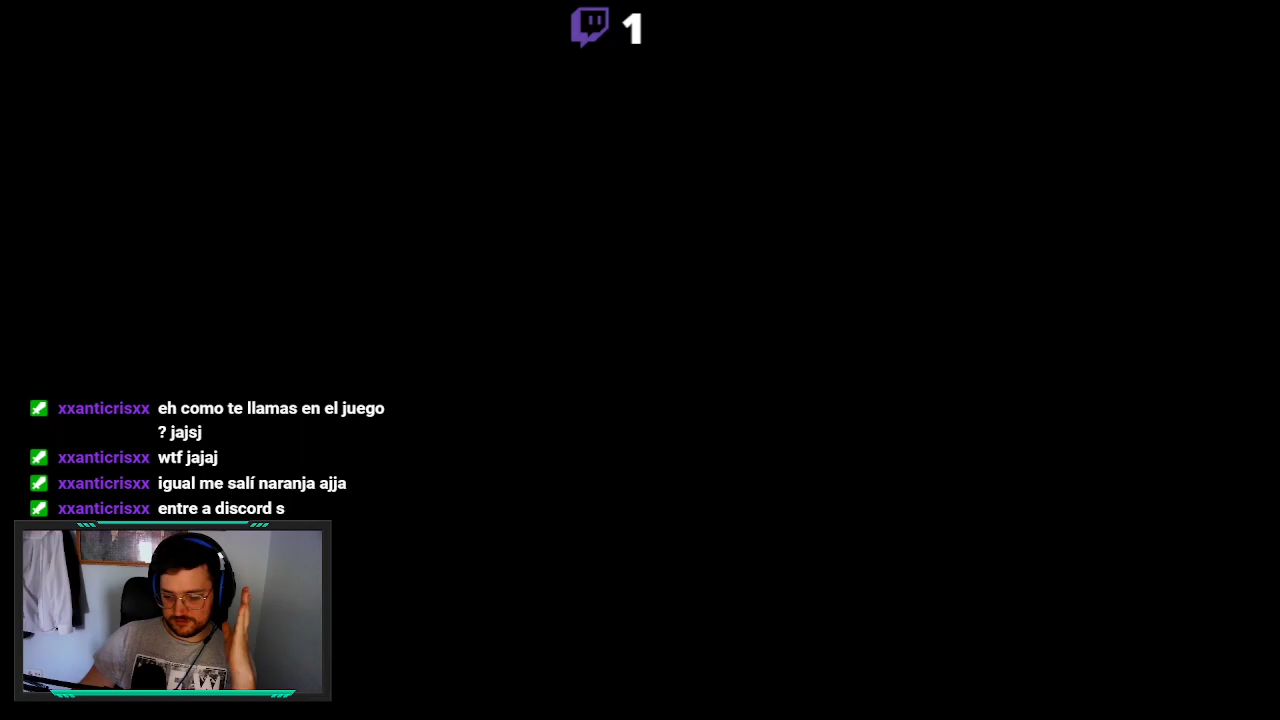 1
xxanticrisxx eh como te llamas en el juego
? jajsj
xxanticrisxx wtf jajaj
xxanticrisxx igual me salí naranja ajja
xxanticrisxx entre a discord s